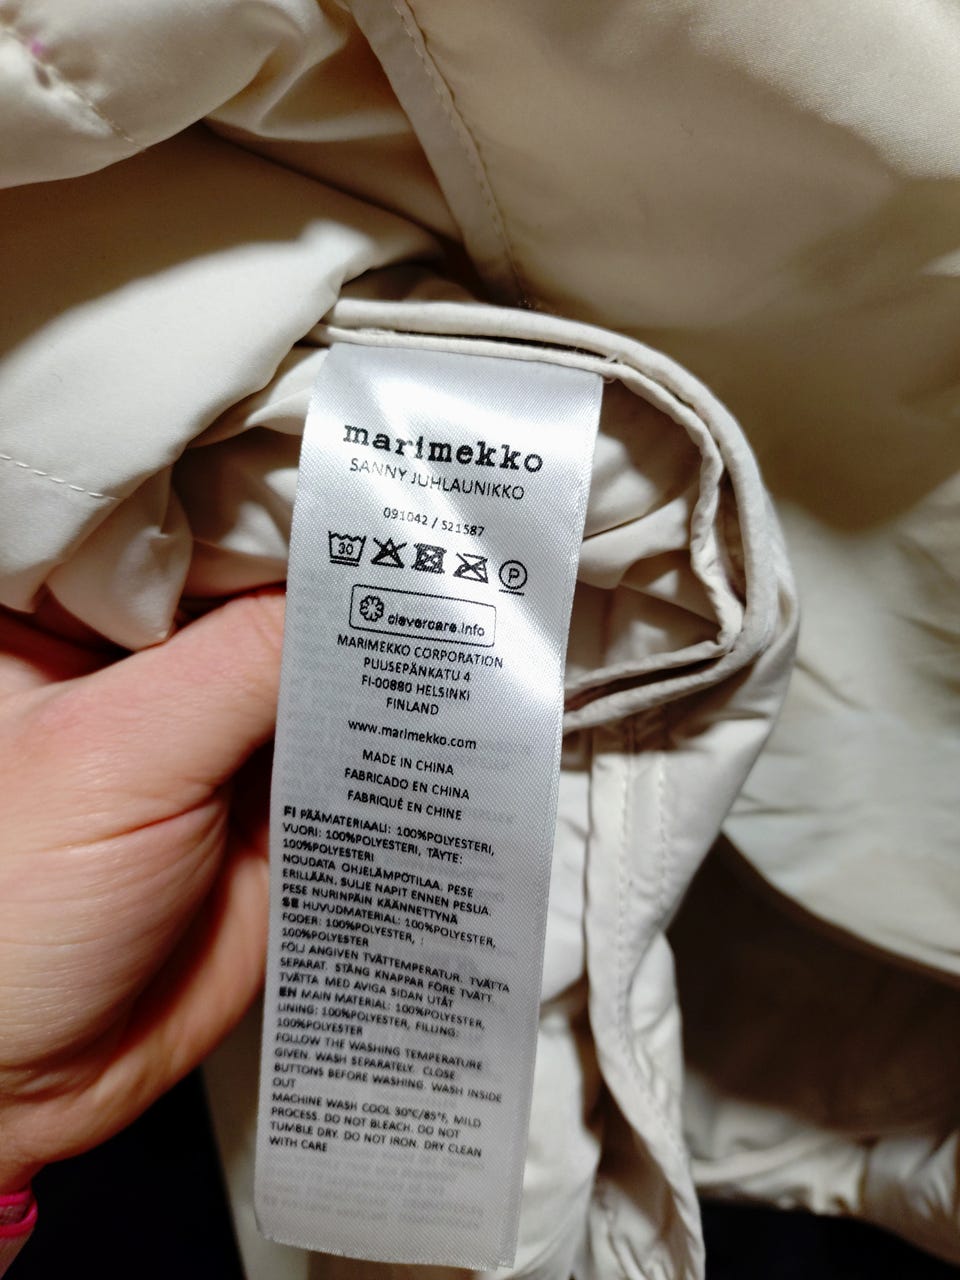 marimekko
SANNY JUHLAUNIKKO
091042 / 521587
30 P
clevercare.info
MARIMEKKO CORPORATION
PUUSEPÄNKATU 4
FI-00880 HELSINKI
FINLAND
www.marimekko.com
MADE IN CHINA
FABRICADO EN CHINA
FABRIQUÉ EN CHINE
FI PÄÄMATERIAALI: 100%POLYESTERI,
VUORI: 100%POLYESTERI, TÄYTE:
100%POLYESTERI
NOUDATA OHJELÄMPÖTILAA. PESE
ERILLÄÄN. SULJE NAPIT ENNEN PESUA.
PESE NURINPÄIN KÄÄNNETTYNÄ
SE HUVUDMATERIAL: 100%POLYESTER,
FODER: 100%POLYESTER, :
100%POLYESTER
FÖLJ ANGIVEN TVÄTTEMPERATUR. TVÄTTA
SEPARAT. STÄNG KNAPPAR FÖRE TVÄTT.
TVÄTTA MED AVIGA SIDAN UTÅT
EN MAIN MATERIAL: 100%POLYESTER,
LINING: 100%POLYESTER, FILLING:
100%POLYESTER
FOLLOW THE WASHING TEMPERATURE
GIVEN. WASH SEPARATELY. CLOSE
BUTTONS BEFORE WASHING. WASH INSIDE
OUT
MACHINE WASH COOL 30°C/85°F, MILD
PROCESS. DO NOT BLEACH. DO NOT
TUMBLE DRY. DO NOT IRON. DRY CLEAN
WITH CARE